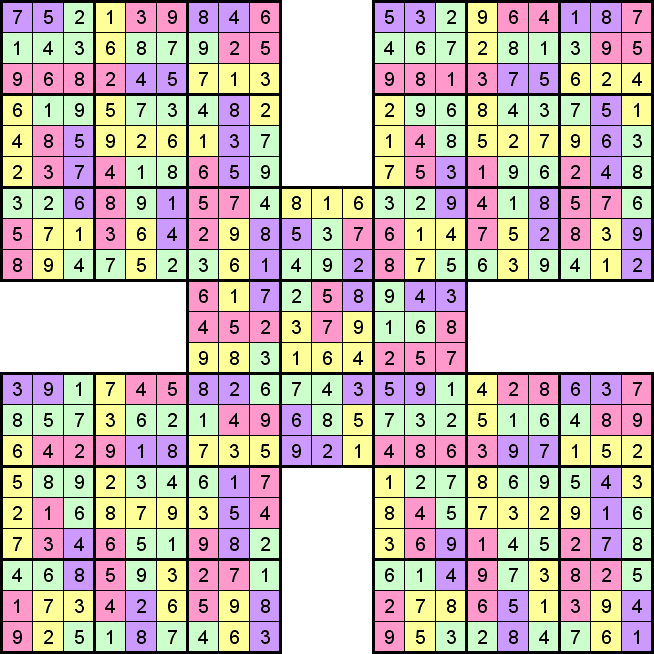 7 5 2 1 3 9 8 4 6 5 3 2 9 6 4 1 8 7
1 4 3 6 8 7 9 2 5 4 6 7 2 8 1 3 9 5
9 6 8 2 4 5 7 1 3 9 8 1 3 7 5 6 2 4
6 1 9 5 7 3 4 8 2 2 9 6 8 4 3 7 5 1
4 8 5 9 2 6 1 3 7 1 4 8 5 2 7 9 6 3
2 3 7 4 1 8 6 5 9 7 5 3 1 9 6 2 4 8
3 2 6 8 9 1 5 7 4 8 1 6 3 2 9 4 1 8 5 7 6
5 7 1 3 6 4 2 9 8 5 3 7 6 1 4 7 5 2 8 3 9
8 9 4 7 5 2 3 6 1 4 9 2 8 7 5 6 3 9 4 1 2
6 1 7 2 5 8 9 4 3
4 5 2 3 7 9 1 6 8
9 8 3 1 6 4 2 5 7
3 9 1 7 4 5 8 2 6 7 4 3 5 9 1 4 2 8 6 3 7
8 5 7 3 6 2 1 4 9 6 8 5 7 3 2 5 1 6 4 8 9
6 4 2 9 1 8 7 3 5 9 2 1 4 8 6 3 9 7 1 5 2
5 8 9 2 3 4 6 1 7 1 2 7 8 6 9 5 4 3
2 1 6 8 7 9 3 5 4 8 4 5 7 3 2 9 1 6
7 3 4 6 5 1 9 8 2 3 6 9 1 4 5 2 7 8
4 6 8 5 9 3 2 7 1 6 1 4 9 7 3 8 2 5
1 7 3 4 2 6 5 9 8 2 7 8 6 5 1 3 9 4
9 2 5 1 8 7 4 6 3 9 5 3 2 8 4 7 6 1